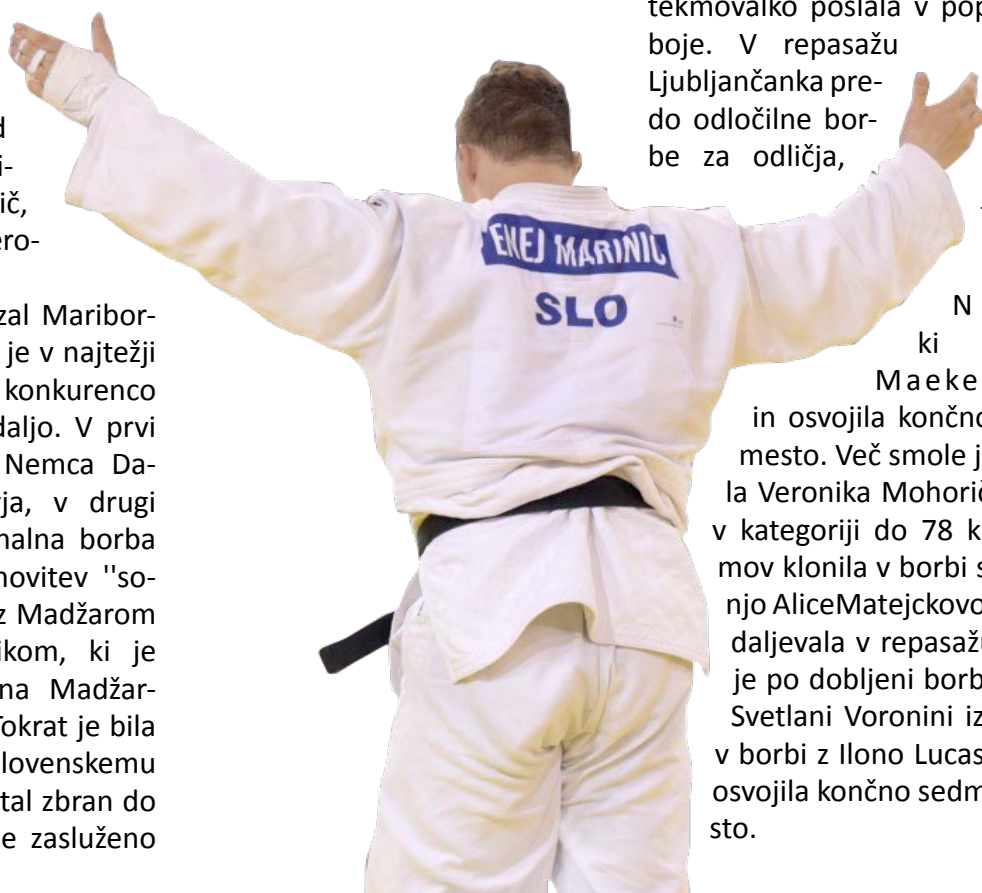 d
i-
ič,
ero-
zal Maribor-
je v najtežji
konkurenco
daljo. V prvi
Nemca Da-
ja, v drugi
nalna borba
novitev ''so-
z Madžarom
ikom, ki je
na Madžar-
Tokrat je bila
slovenskemu
tal zbran do
e zasluženo
ENEJ MARINIC
SLO
tekmovalko poslala v pop
boje. V repasažu
Ljubljančanka pre-
do odločilne bor-
be za odličja,
N
ki
Maeke
in osvojila končno
mesto. Več smole j
la Veronika Mohorič
v kategoriji do 78 k
mov klonila v borbi s
njo AliceMatejckovo
daljevala v repasažu
je po dobljeni borb
Svetlani Voronini iz
v borbi z Ilono Lucas
osvojila končno sedm
sto.